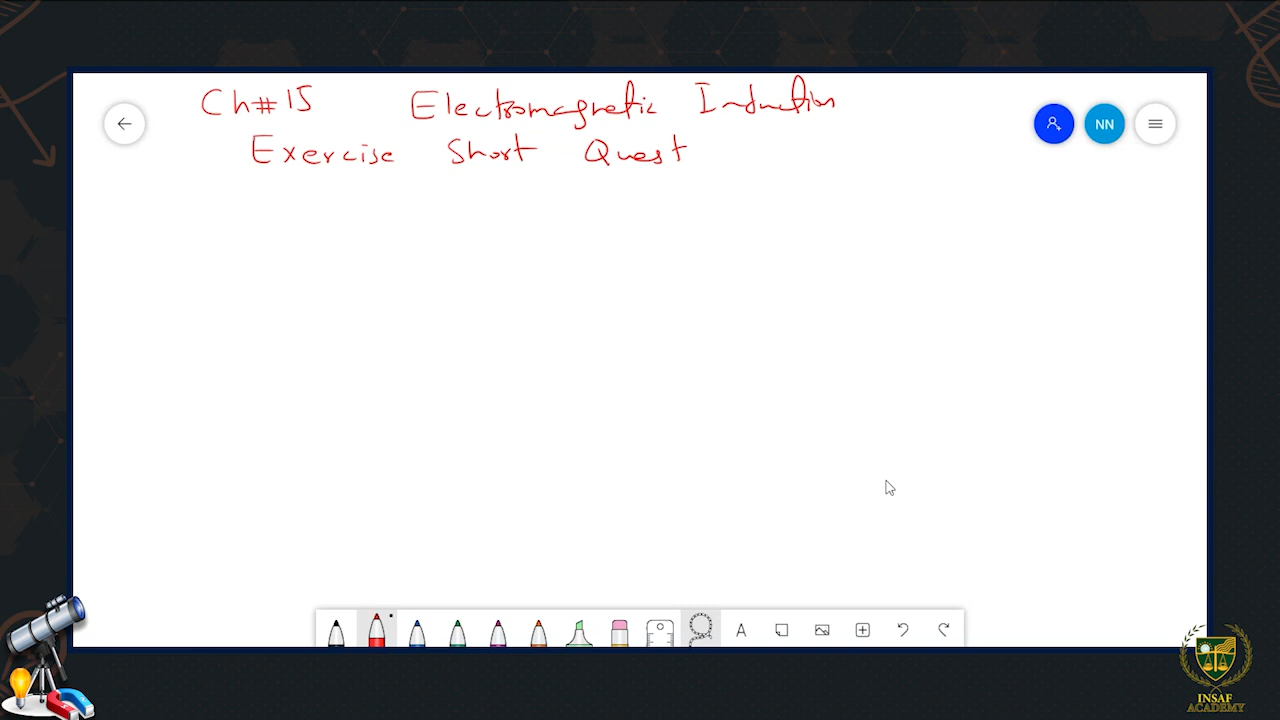 Ch#15 Electromagnetic Induction
NN
Exercise Short Quest
A
INSAF
ACADEMY